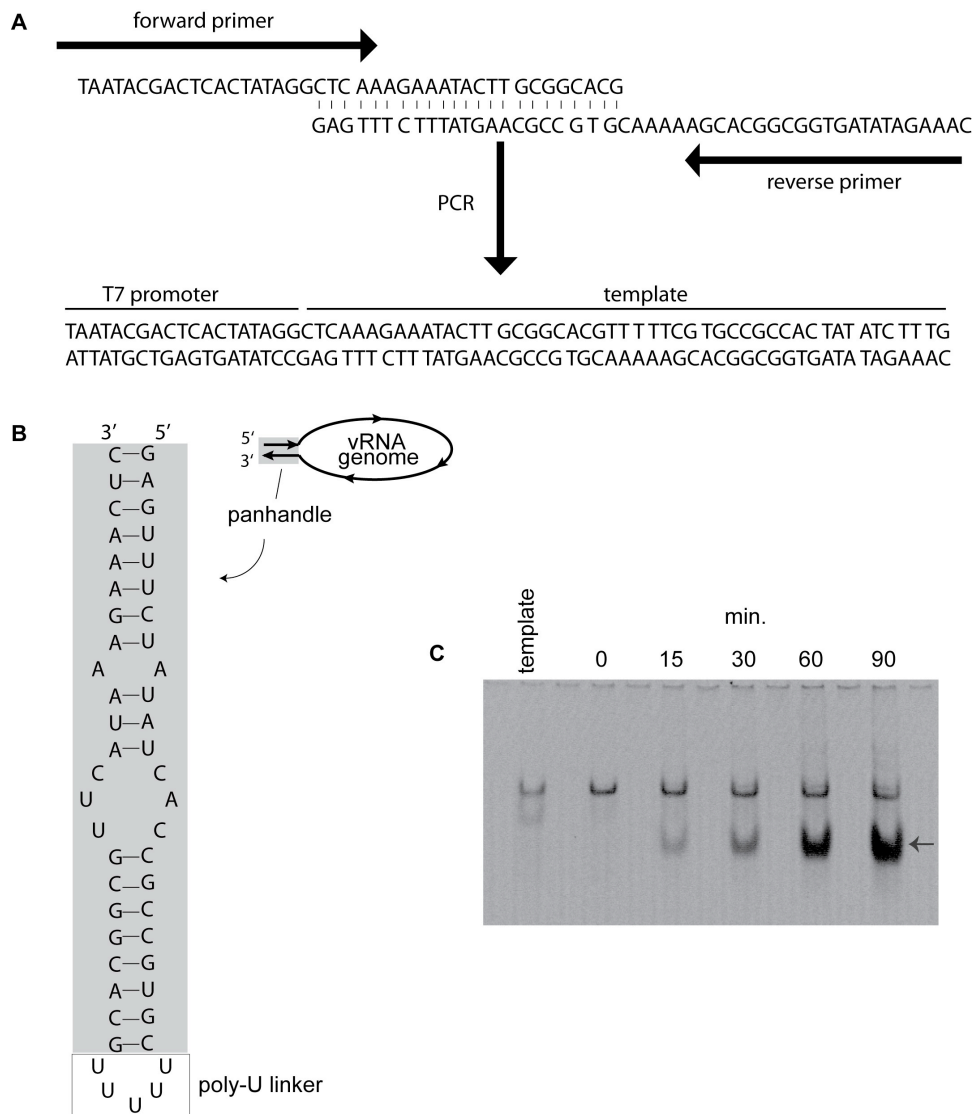 A
forward primer
TAATACGACTCACTATAGGCTC AAAGAAATACTT GCGGCACG
GAG TTT C TTTATGAACGCC G T GCAAAAAGCACGGCGGTGATATAGAAAC
reverse primer
PCR
T7 promoter template
TAATACGACTCACTATAGGCTCAAAGAAATACTT GCGGCACGTTT TTCG TGCCGCCAC TAT ATC TT TG
ATTATGCTGAGTGATATCCGAG TTT CTT TATGAACGCCG TGCAAAAAGCACGGCGGTGATA TAGAAAC
B
3' 5'
C G
U A
C G
A U
A U
A U
G C
A U
A A
A U
U A
A U
C C
U A
U C
G C
C G
G C
G C
C G
A U
C G
G C
U U
U U
U
poly-U linker
5'
3'
vRNA
genome
panhandle
C
template
min.
0 15 30 60 90